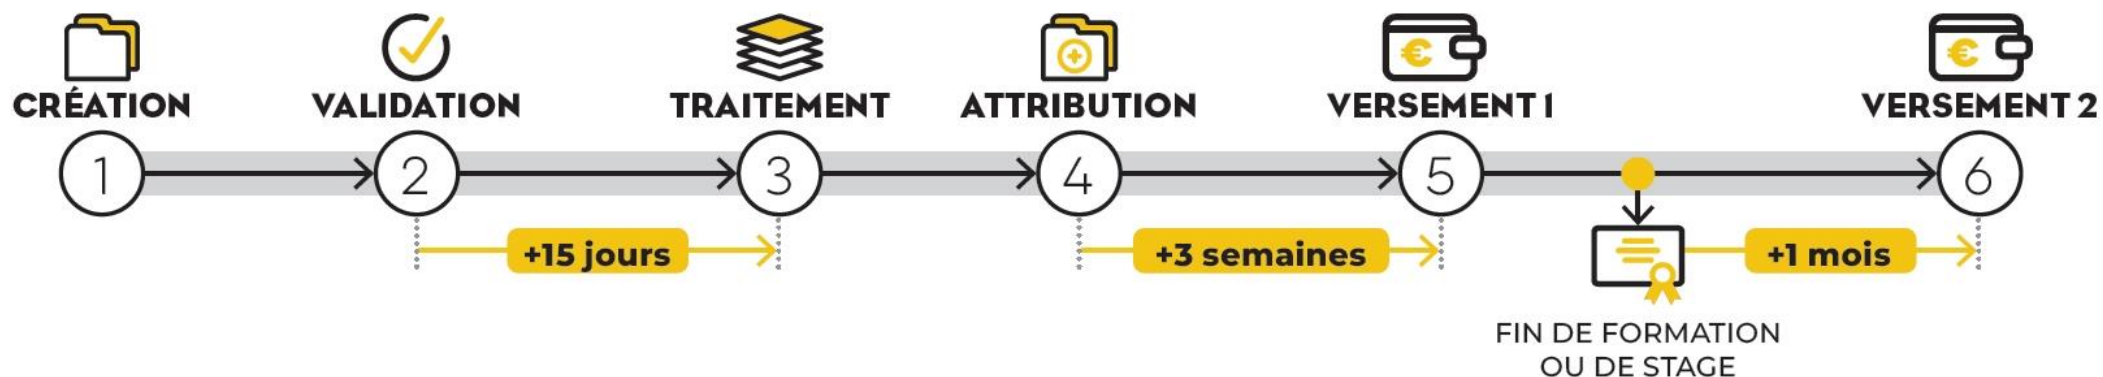 CRÉATION
VALIDATION
TRAITEMENT
ATTRIBUTION
VERSEMENT 1
VERSEMENT 2
1
2
3
4
5
6
+15 jours
+3 semaines
+1 mois
FIN DE FORMATION
OU DE STAGE